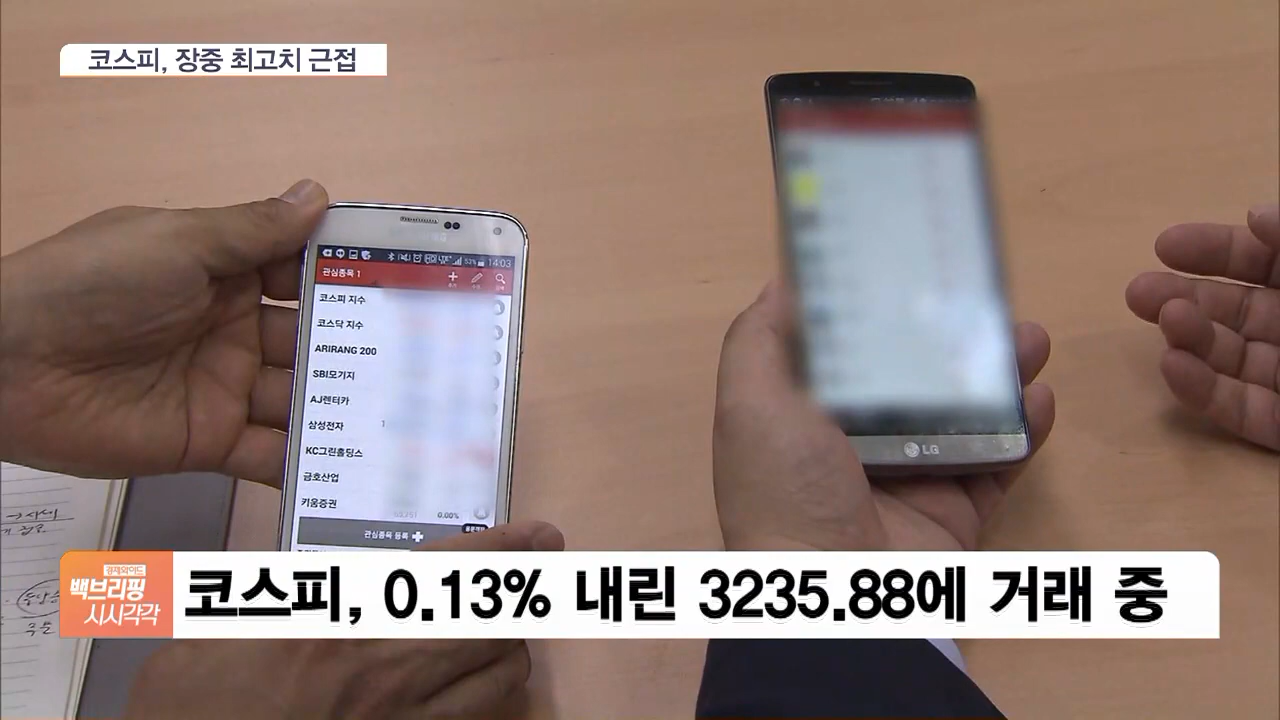 코스피, 장중 최고치 근접
14:03
관심종목 1
코스피 지수
코스닥 지수
ARIRANG 200
SBI모기지
AJ렌터카
삼성전자
KC그린홀딩스
금호산업
키움증권
0.00%
관심종목 등록
LG
경제와이드
백브리핑
시시각각
코스피, 0.13% 내린 3235.88에 거래 중